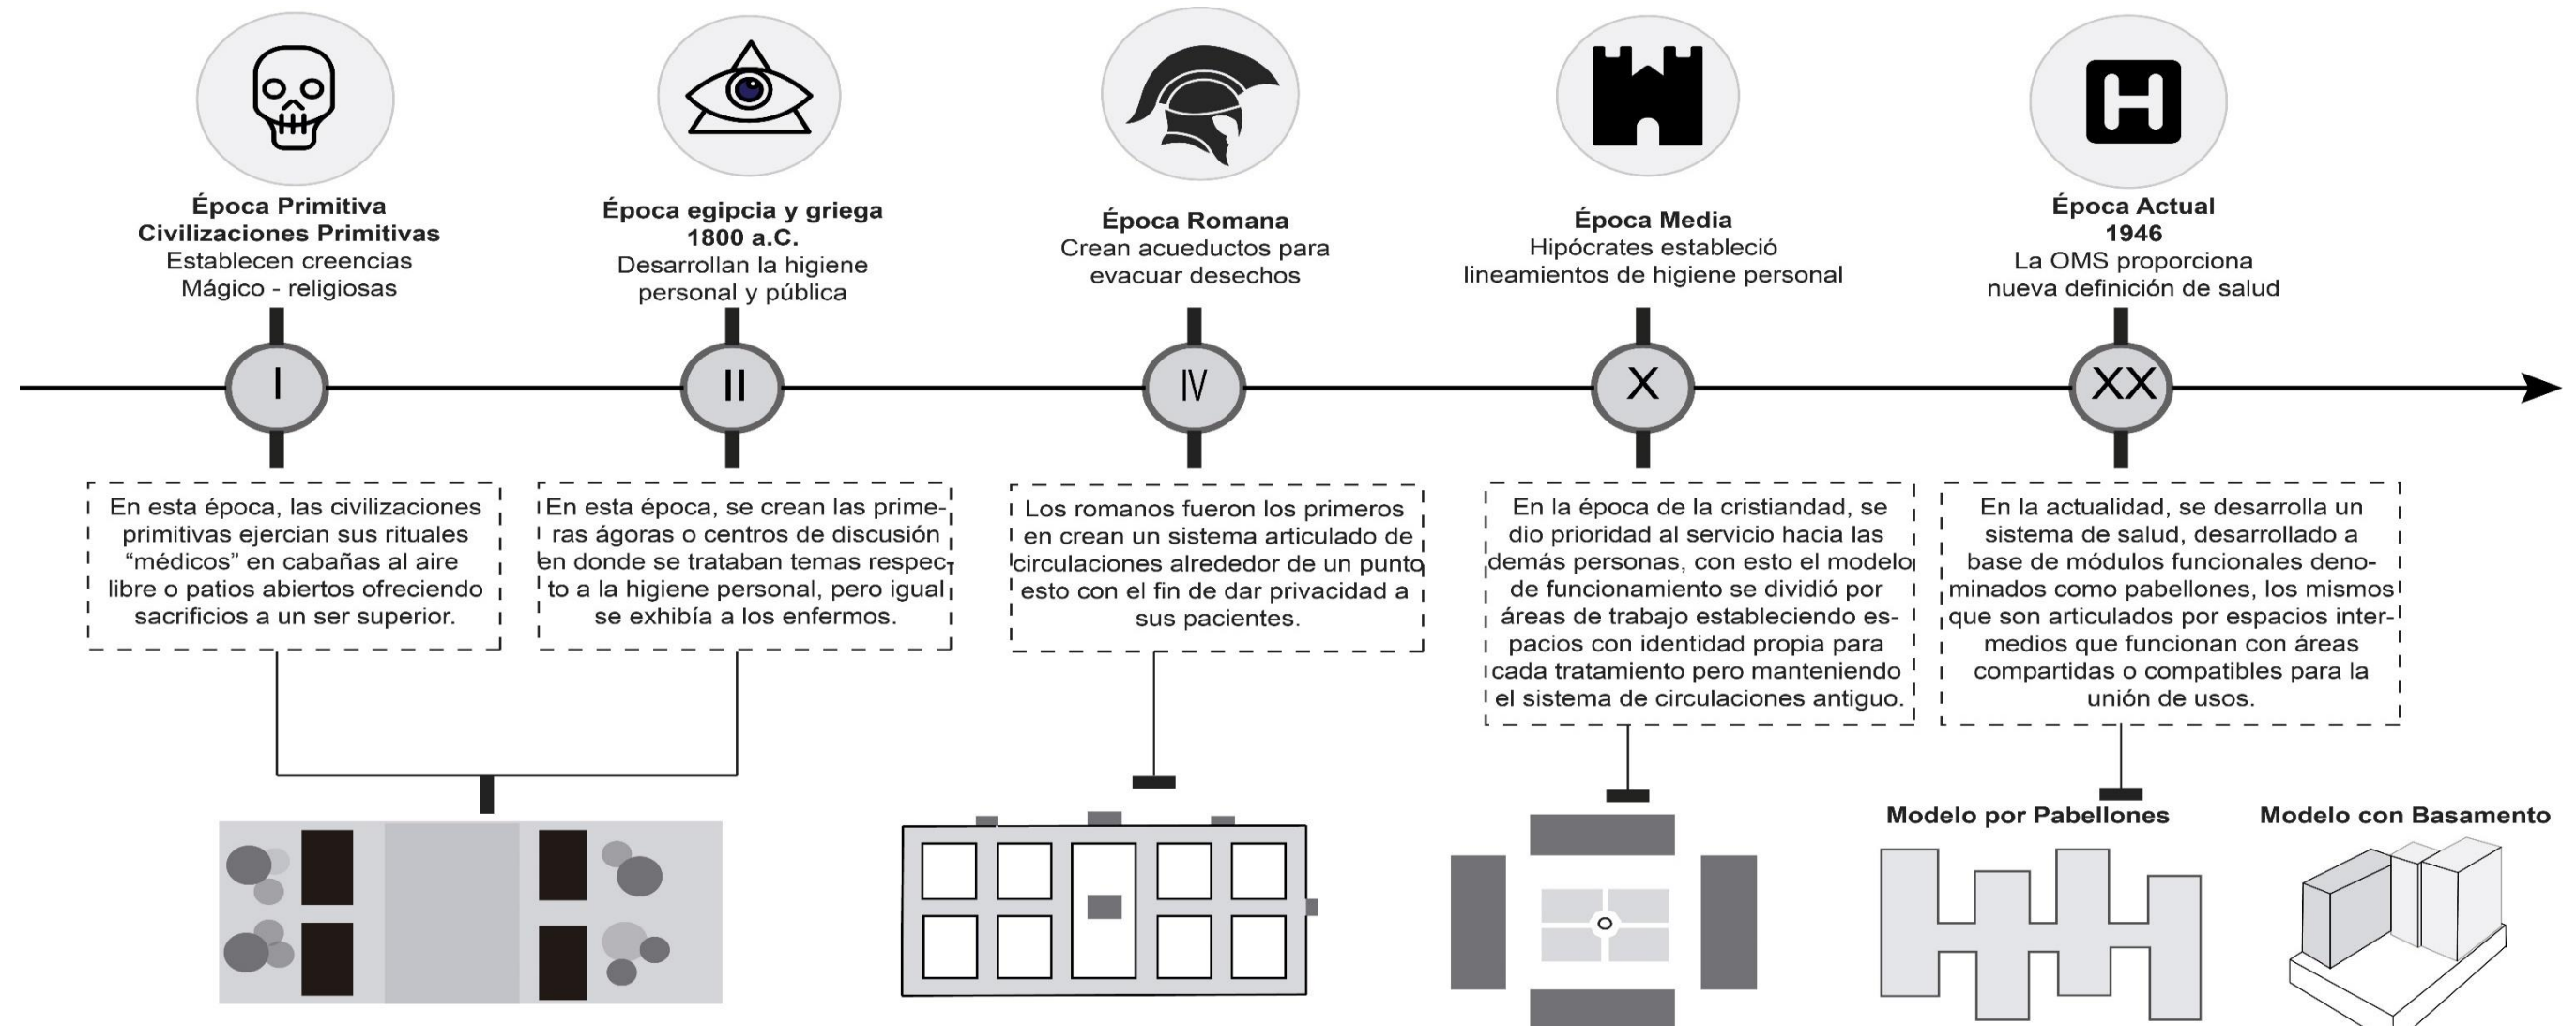 H
Época Primitiva
Civilizaciones Primitivas
Establecen creencias
Mágico - religiosas
Época egipcia y griega
1800 a.C.
Desarrollan la higiene
personal y pública
Época Romana
Crean acueductos para
evacuar desechos
Época Media
Hipócrates estableció
lineamientos de higiene personal
Época Actual
1946
La OMS proporciona
nueva definición de salud
I
II
IV
X
XX
En esta época, las civilizaciones
primitivas ejercian sus rituales
“médicos” en cabañas al aire
libre o patios abiertos ofreciendo
sacrificios a un ser superior.
En esta época, se crean las prime-
ras ágoras o centros de discusión
en donde se trataban temas respec-
to a la higiene personal, pero igual
se exhibía a los enfermos.
Los romanos fueron los primeros
en crean un sistema articulado de
circulaciones alrededor de un punto
esto con el fin de dar privacidad a
sus pacientes.
En la época de la cristiandad, se
dio prioridad al servicio hacia las
demás personas, con esto el modelo
de funcionamiento se dividió por
áreas de trabajo estableciendo es-
pacios con identidad propia para
cada tratamiento pero manteniendo
el sistema de circulaciones antiguo.
En la actualidad, se desarrolla un
sistema de salud, desarrollado a
base de módulos funcionales deno-
minados como pabellones, los mismos
que son articulados por espacios inter-
medios que funcionan con áreas
compartidas o compatibles para la
unión de usos.
Modelo por Pabellones
Modelo con Basamento